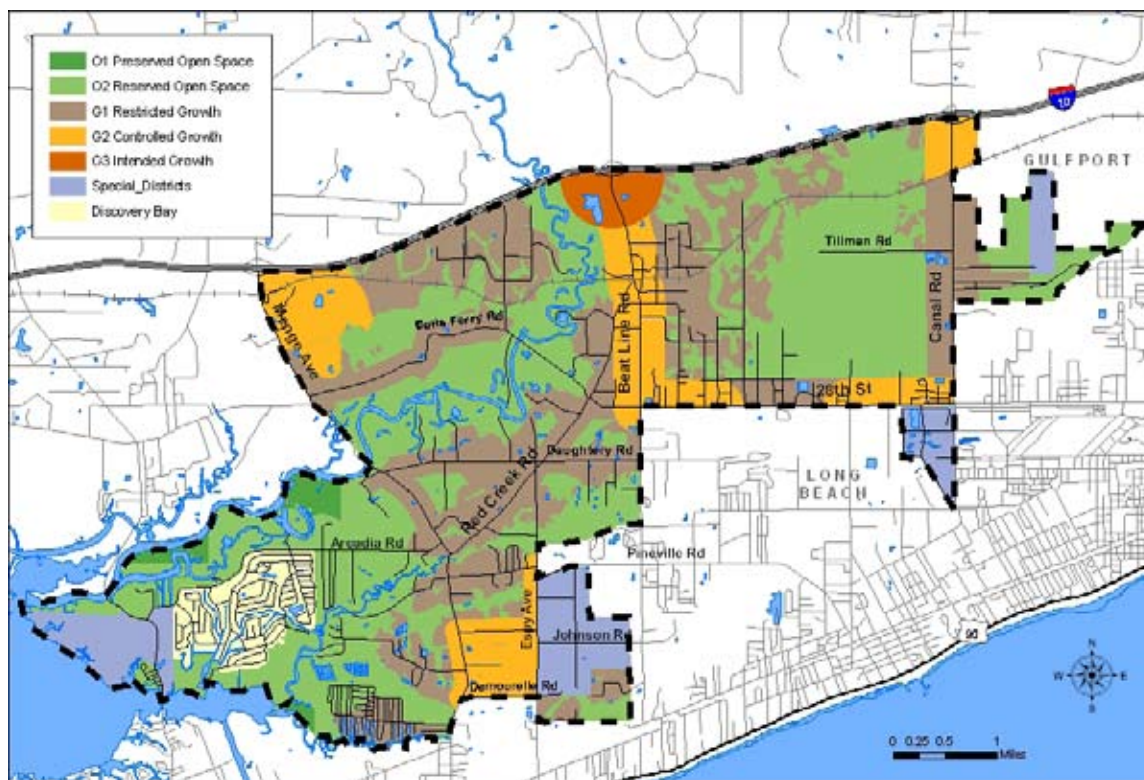 O1 Preserved Open Space
O2 Reserved Open Space
G1 Restricted Growth
G2 Controlled Growth
G3 Intended Growth
Special_Districts
Discovery Bay
10
GULFPORT
Tillman Rd
Menge Ave
Beat Line Rd
Canal Rd
28th St
Daughtery Rd
Red Creek Rd
LONG
BEACH
Arcadia Rd
Pineville Rd
Espy Ave
Johnson Rd
90
Demourelle Rd
N
W
E
S
0 0.25 0.5 1
Miles